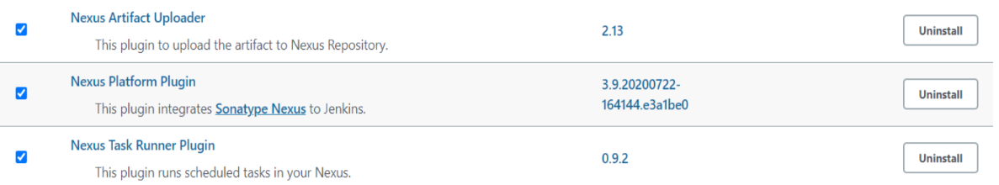 Nexus Artifact Uploader
This plugin to upload the artifact to Nexus Repository.
2.13
Uninstall
Nexus Platform Plugin
This plugin integrates Sonatype Nexus to Jenkins.
3.9.20200722-
164144.e3a1be0
Uninstall
Nexus Task Runner Plugin
This plugin runs scheduled tasks in your Nexus.
0.9.2
Uninstall